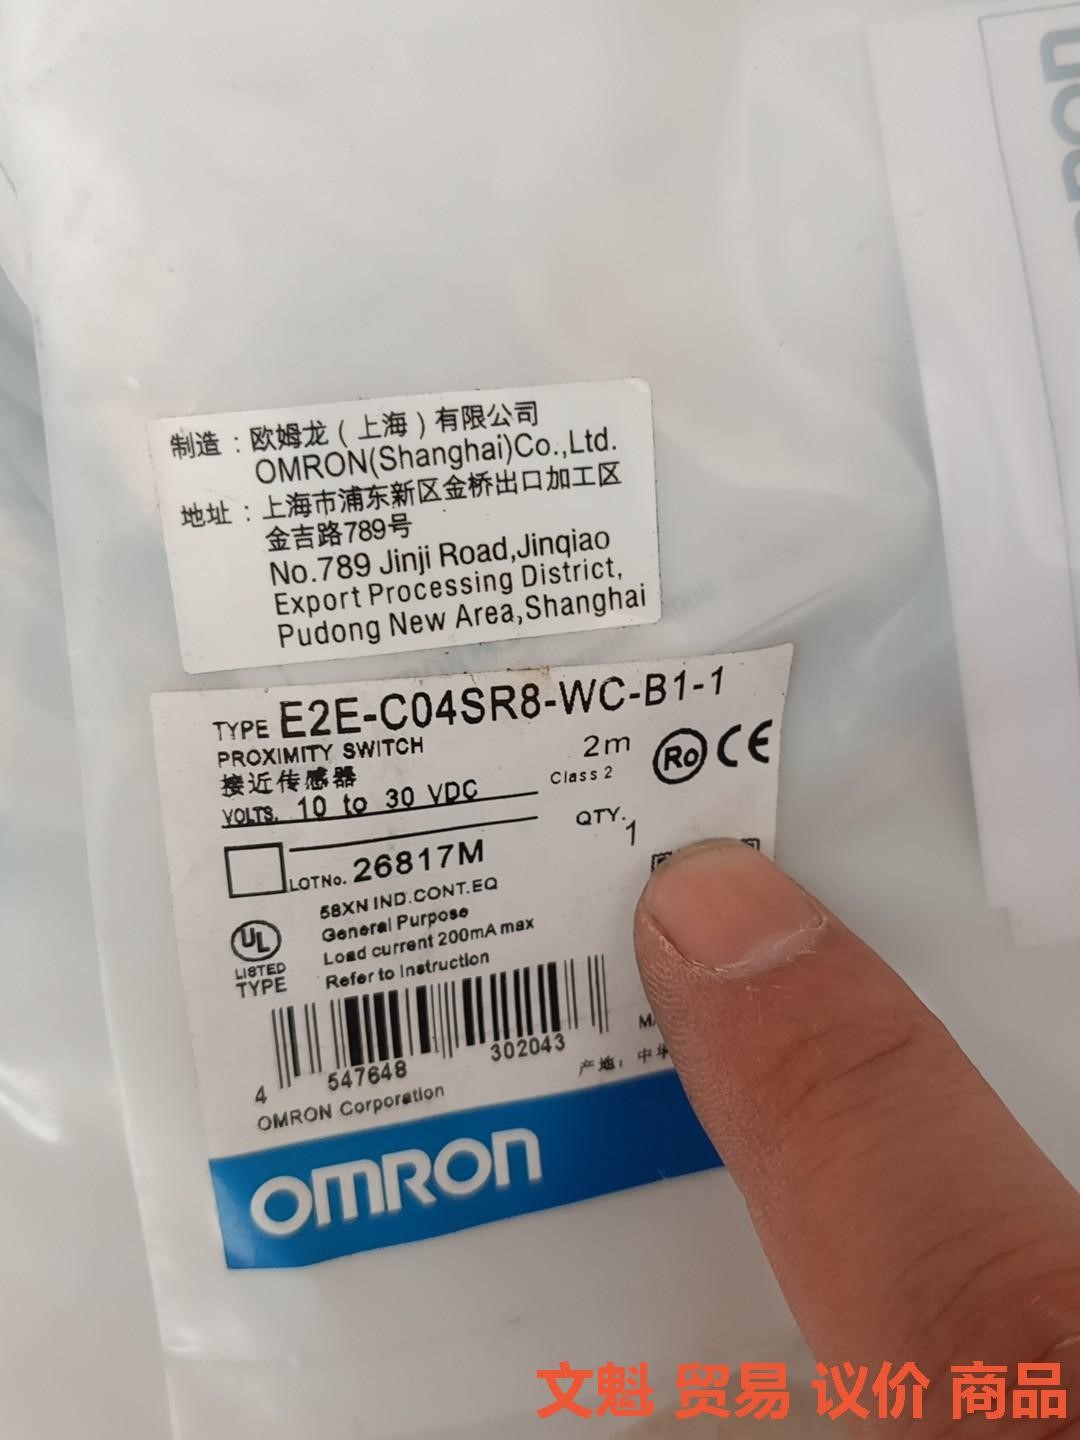 制造：欧姆龙（上海）有限公司
OMRON(Shanghai)Co.,Ltd.
地址：上海市浦东新区金桥出口加工区
金吉路789号
No.789 Jinji Road,Jinqiao
Export Processing District,
Pudong New Area,Shanghai
TYPE E2E-C04SR8-WC-B1-1
PROXIMITY SWITCH
接近传感器
2m
Class 2
VOLTS. 10 to 30 VDC
QTY. 1
LOTNo. 26817M
58XN IND.CONT.EQ
General Purpose
Load current 200mA max
Refer to Instruction
UL
LISTED
TYPE
Ro CE
4 547648 302043
OMRON Corporation
产地：中
OMRON
文魁 贸易 议价 商品